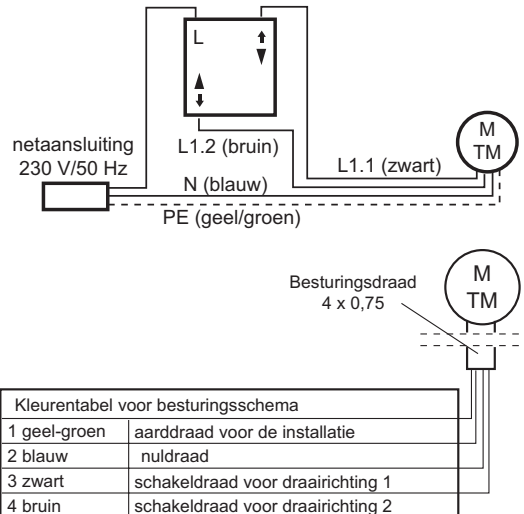 L
M
TM
netaansluiting
230 V/50 Hz
L1.2 (bruin)
L1.1 (zwart)
N (blauw)
PE (geel/groen)
Besturingsdraad
4 x 0,75
M
TM
Kleurentabel voor besturingsschema
1 geel-groen aarddraad voor de installatie
2 blauw nuldraad
3 zwart schakeldraad voor draairichting 1
4 bruin schakeldraad voor draairichting 2